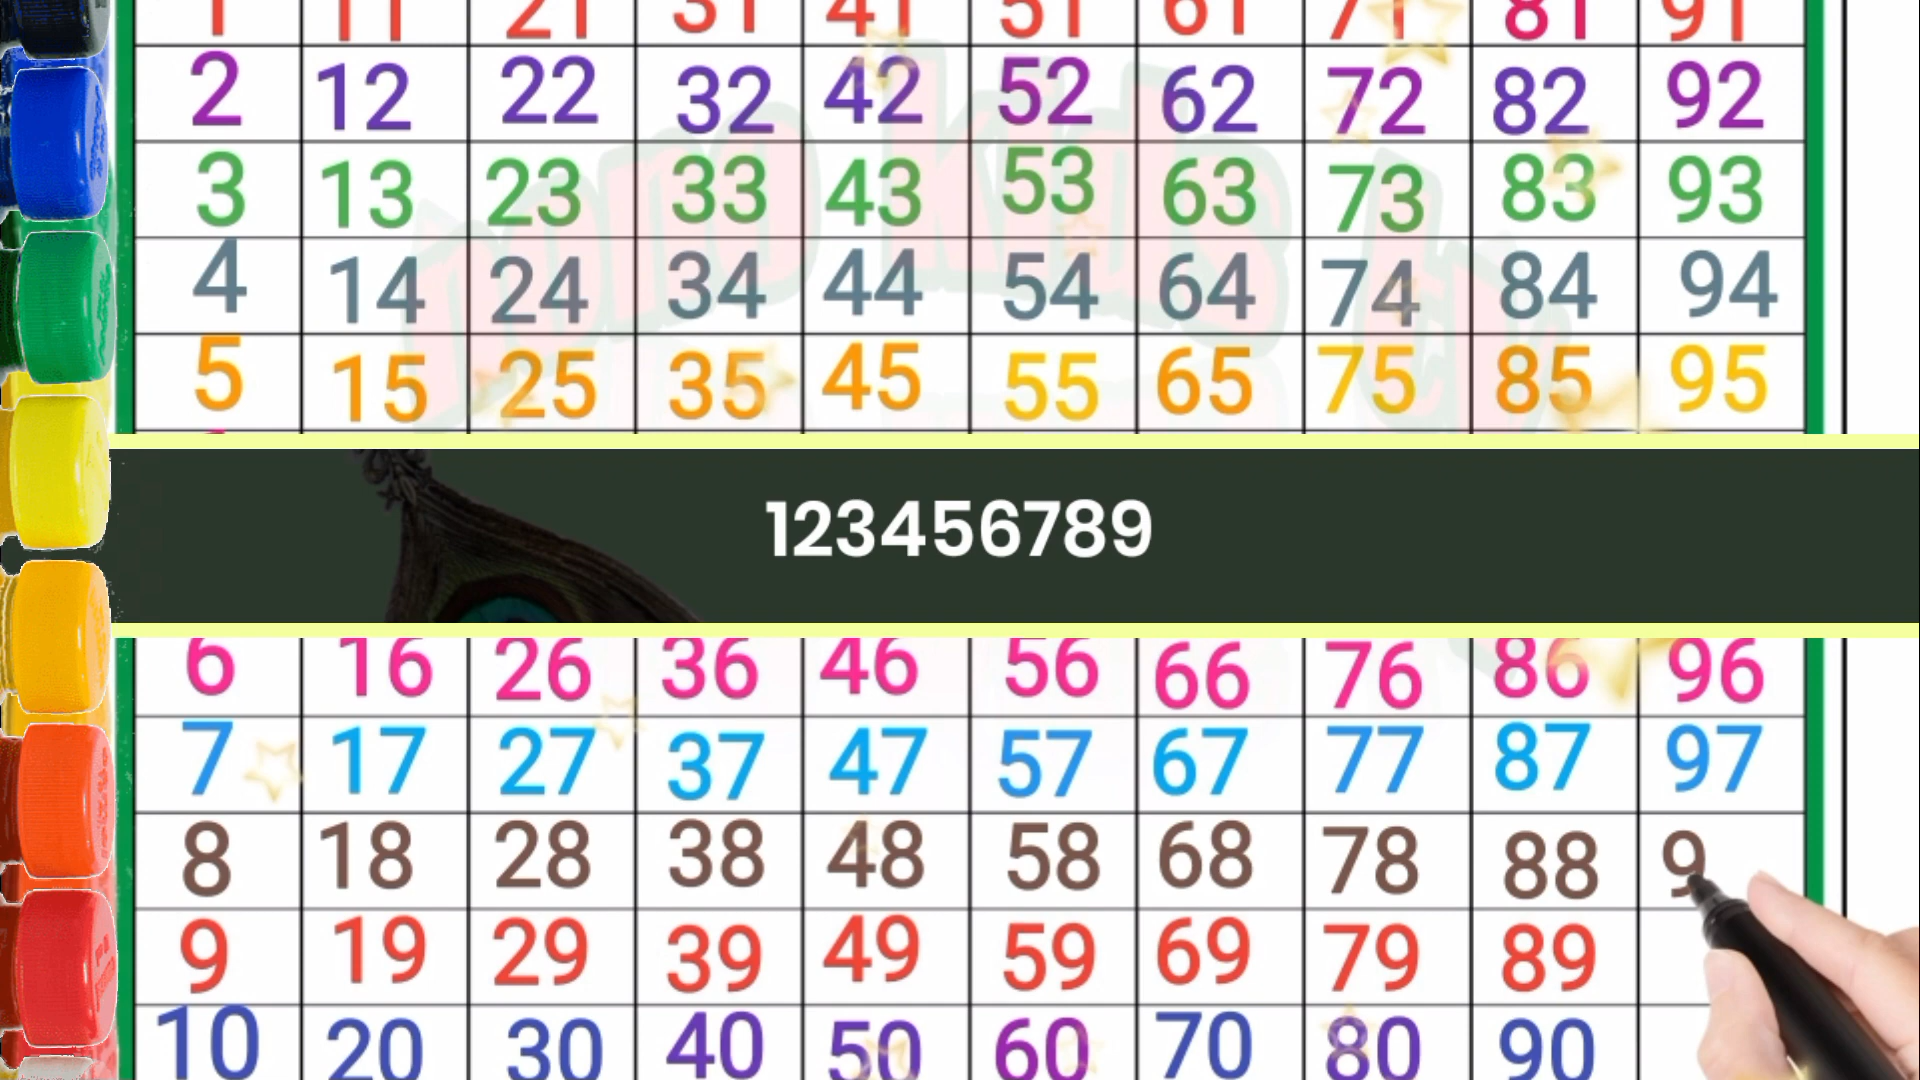 1 11 21 31 41 51 61 71 81 91
2 12 22 32 42 52 62 72 82 92
3 13 23 33 43 53 63 73 83 93
4 14 24 34 44 54 64 74 84 94
5 15 25 35 45 55 65 75 85 95
123456789
6 16 26 36 46 56 66 76 86 96
7 17 27 37 47 57 67 77 87 97
8 18 28 38 48 58 68 78 88 9
9 19 29 39 49 59 69 79 89
10 20 30 40 50 60 70 80 90